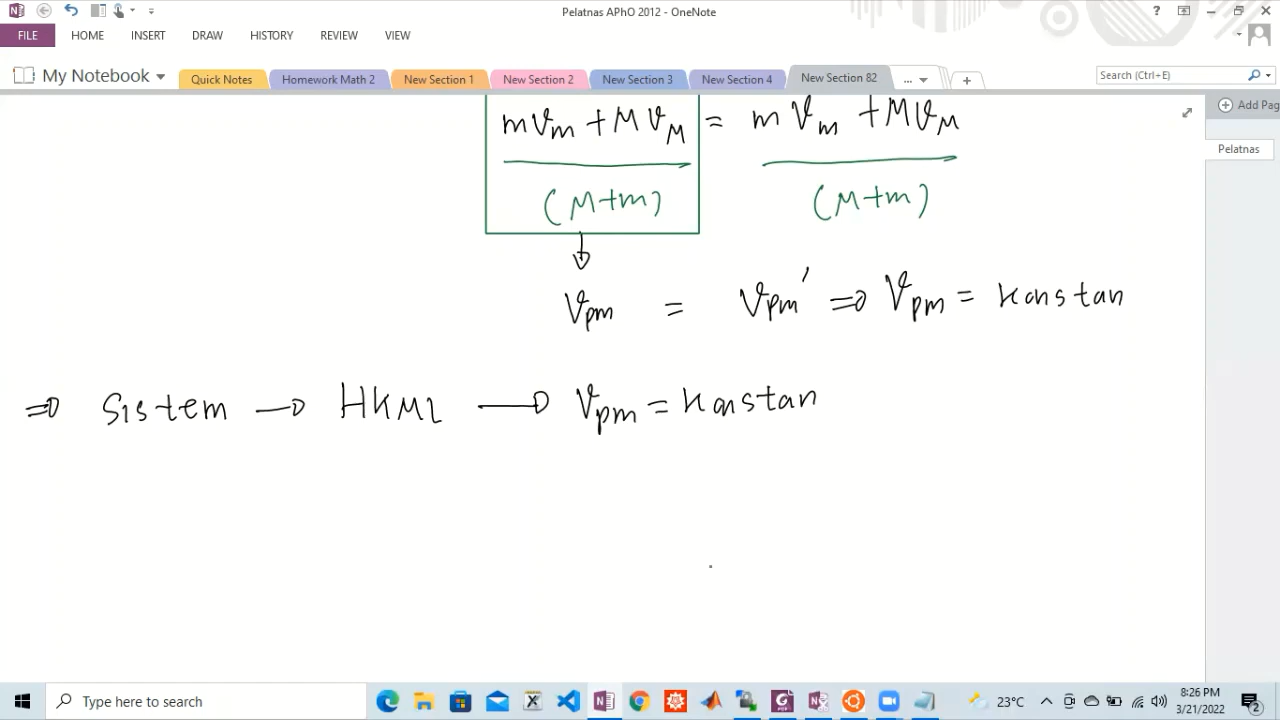 Pelatnas APhO 2012 - OneNote
FILE HOME INSERT DRAW HISTORY REVIEW VIEW
My Notebook Quick Notes Homework Math 2 New Section 1 New Section 2 New Section 3 New Section 4 New Section 82 ... + Search (Ctrl+E)
Add Pag
Pelatnas
mVm + MVM = mVm + MVM
(M+m) (M+m)
Vpm = Vpm' ⇒ Vpm = Konstan
⇒ Sistem → HKML → Vpm = Konstan
Type here to search
23°C
8:26 PM
3/21/2022
2